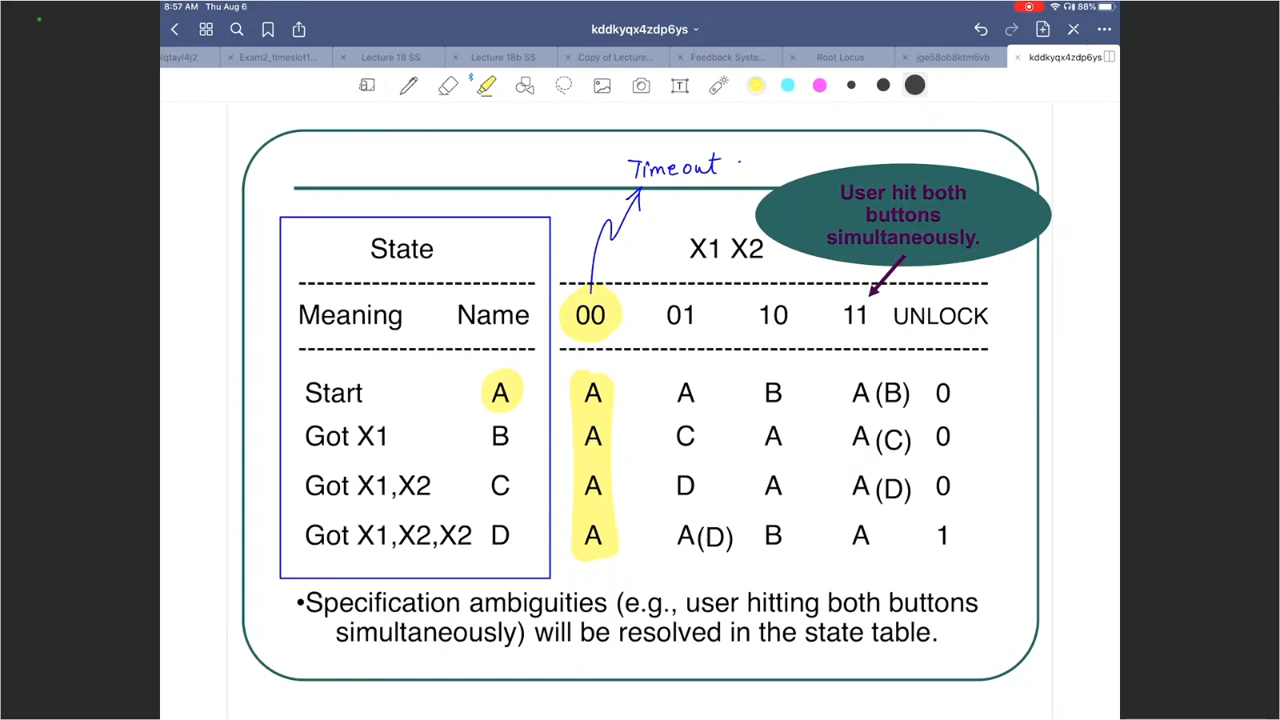 8:57 AM Thu Aug 6
88%
kddkyqx4zdp6ys
lqtayl4j2
Exam2_timeslot1...
Lecture 18 SS
Lecture 18b SS
Copy of Lecture...
Feedback Syste...
Root Locus
jge58ob8ktm6vb
kddkyqx4zdp6ys
T
Timeout
User hit both
buttons
simultaneously.
State X1 X2
Meaning Name 00 01 10 11 UNLOCK
Start A A A B A (B) 0
Got X1 B A C A A (C) 0
Got X1,X2 C A D A A (D) 0
Got X1,X2,X2 D A A(D) B A 1
•Specification ambiguities (e.g., user hitting both buttons
simultaneously) will be resolved in the state table.